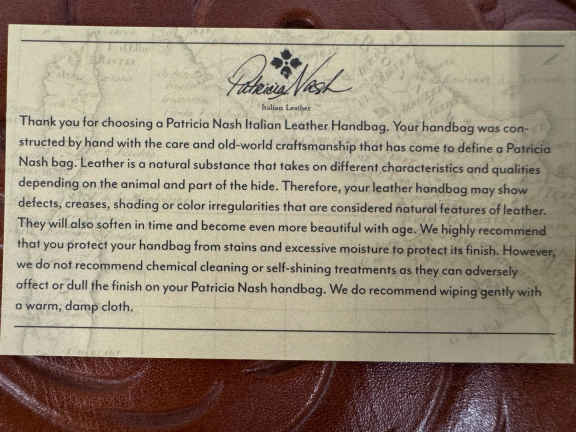 Patricia Nash
Italian Leather
Thank you for choosing a Patricia Nash Italian Leather Handbag. Your handbag was con-
structed by hand with the care and old-world craftsmanship that has come to define a Patricia
Nash bag. Leather is a natural substance that takes on different characteristics and qualities
depending on the animal and part of the hide. Therefore, your leather handbag may show
defects, creases, shading or color irregularities that are considered natural features of leather.
They will also soften in time and become even more beautiful with age. We highly recommend
that you protect your handbag from stains and excessive moisture to protect its finish. However,
we do not recommend chemical cleaning or self-shining treatments as they can adversely
affect or dull the finish on your Patricia Nash handbag. We do recommend wiping gently with
a warm, damp cloth.